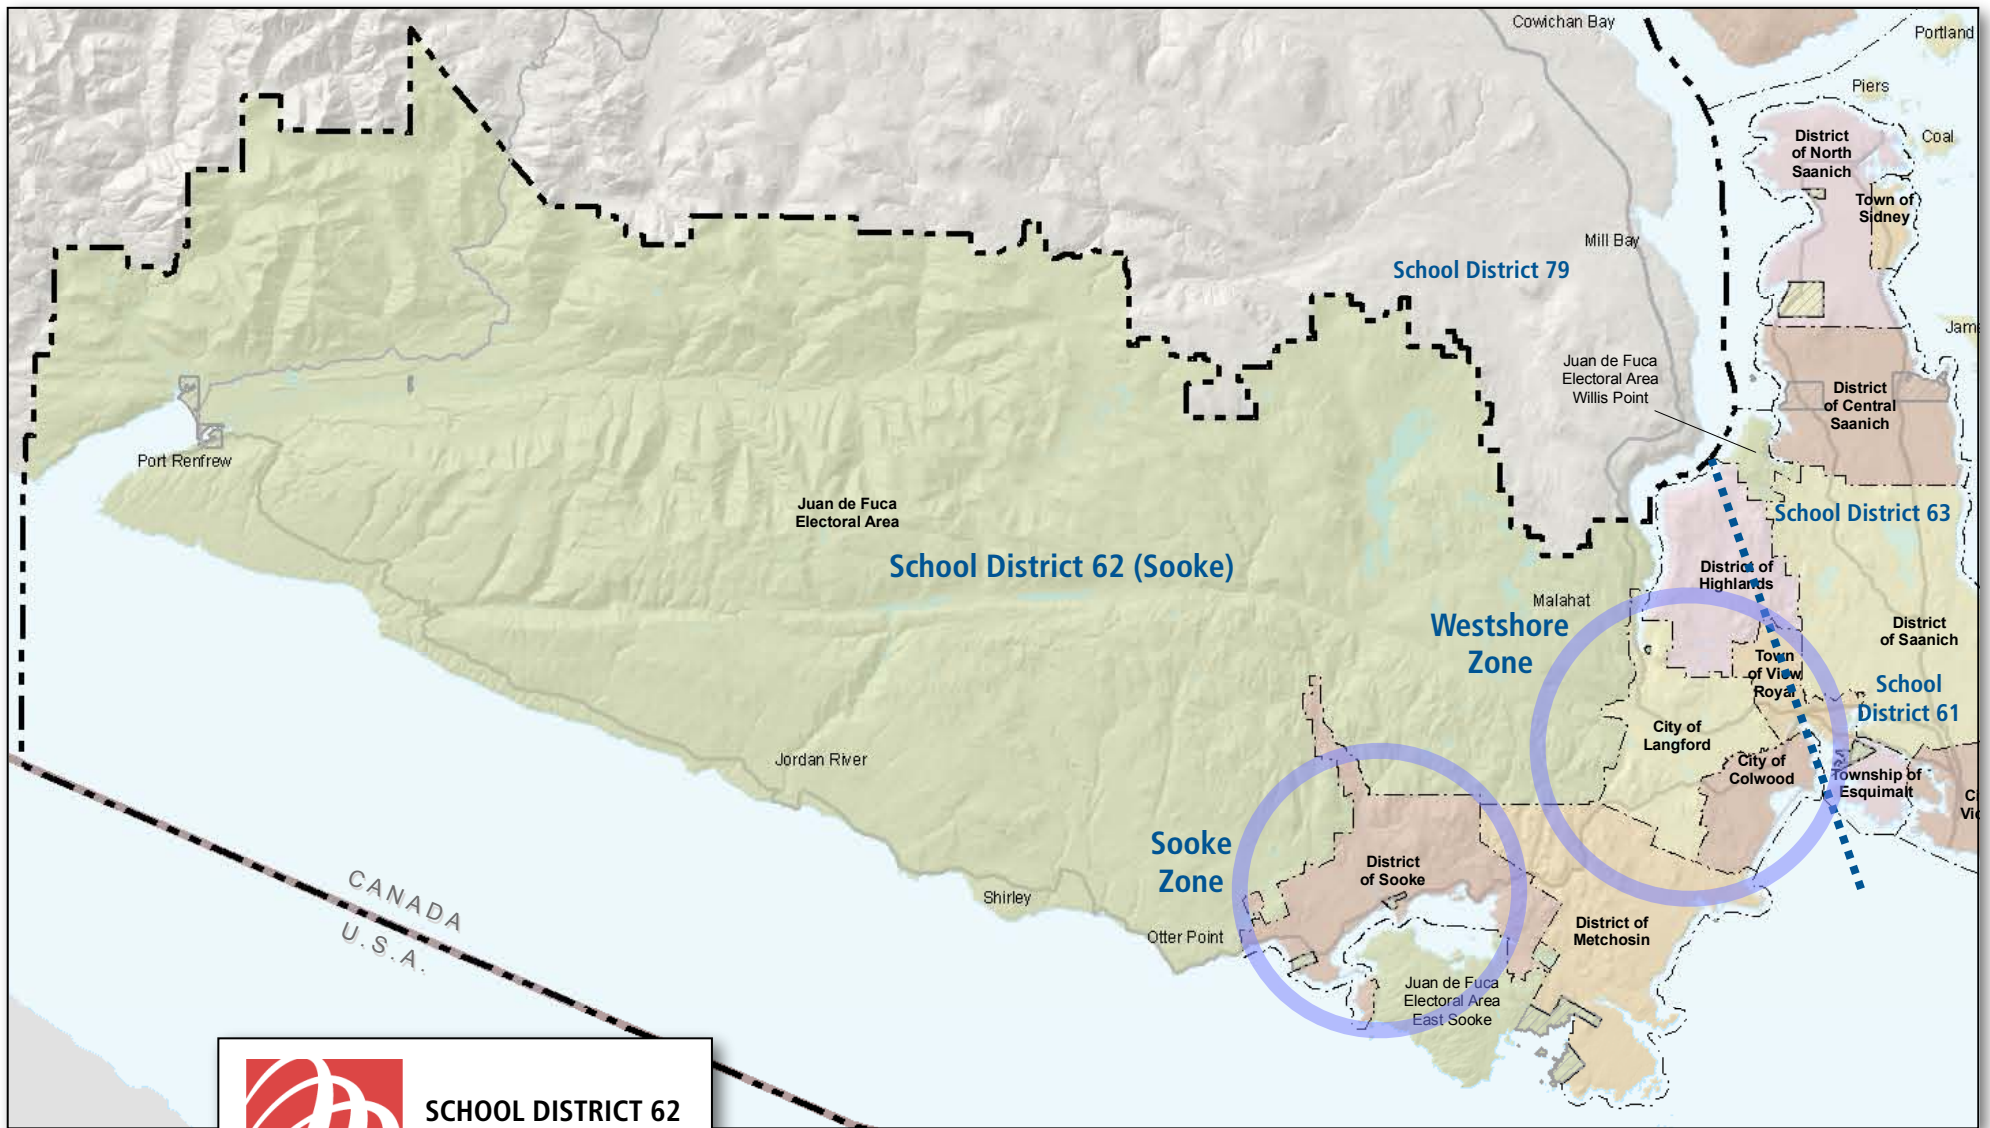 Cowichan Bay
Portland
Piers
Coal
District
of North
Saanich
Town of
Sidney
Mill Bay
School District 79
Juan de Fuca
Electoral Area
Willis Point
District
of Central
Saanich
Port Renfrew
Juan de Fuca
Electoral Area
School District 62 (Sooke)
School District 63
District of
Highlands
Malahat
Westshore
Zone
District
of Saanich
Town
of View
Royal
School
District 61
City of
Langford
City of
Colwood
Township of
Esquimalt
Jordan River
Sooke
Zone
District
of Sooke
CANADA
U.S.A.
Shirley
Otter Point
District of
Metchosin
Juan de Fuca
Electoral Area
East Sooke
SCHOOL DISTRICT 62